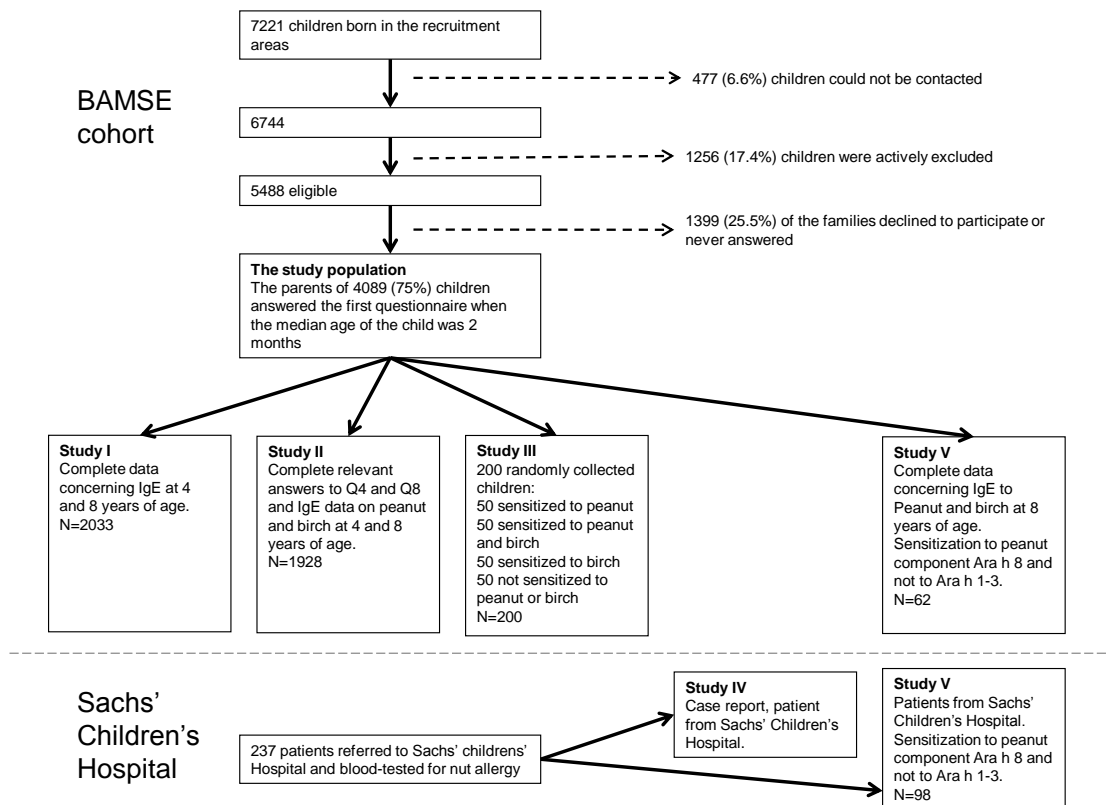 7221 children born in the recruitment
areas
477 (6.6%) children could not be contacted
BAMSE
cohort
6744
1256 (17.4%) children were actively excluded
5488 eligible
1399 (25.5%) of the families declined to participate or
never answered
The study population
The parents of 4089 (75%) children
answered the first questionnaire when
the median age of the child was 2
months
Study I
Complete data
concerning IgE at 4
and 8 years of age.
N=2033
Study II
Complete relevant
answers to Q4 and Q8
and IgE data on peanut
and birch at 4 and 8
years of age.
N=1928
Study III
200 randomly collected
children:
50 sensitized to peanut
50 sensitized to peanut
and birch
50 sensitized to birch
50 not sensitized to
peanut or birch
N=200
Study V
Complete data
concerning IgE to
Peanut and birch at 8
years of age.
Sensitization to peanut
component Ara h 8 and
not to Ara h 1-3.
N=62
Sachs’
Children’s
Hospital
237 patients referred to Sachs’ childrens’
Hospital and blood-tested for nut allergy
Study IV
Case report, patient
from Sachs’ Children’s
Hospital.
Study V
Patients from Sachs’
Children’s Hospital.
Sensitization to peanut
component Ara h 8 and
not to Ara h 1-3.
N=98